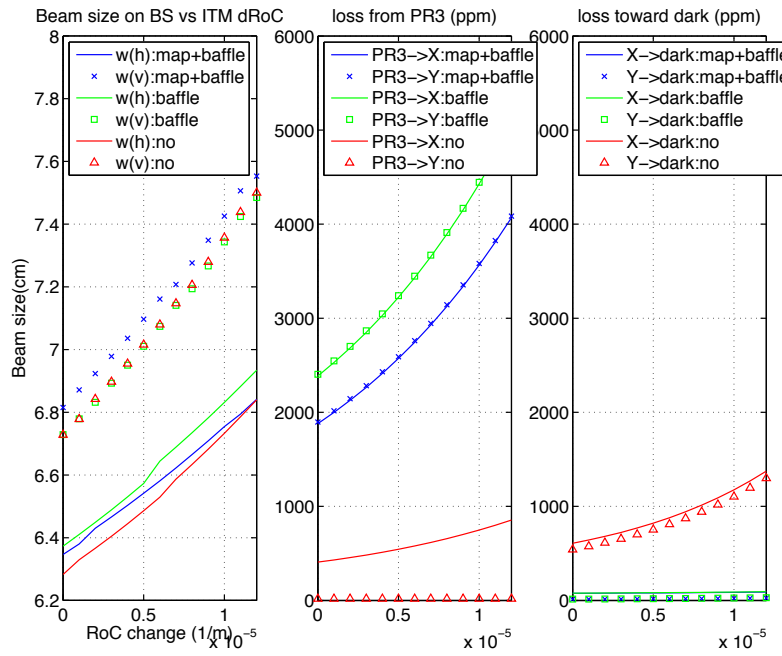 Beam size on BS vs ITM dRoC
loss from PR3 (ppm)
loss toward dark (ppm)
8
7.8
7.6
7.4
7.2
7
6.8
6.6
6.4
6.2
Beam size(cm)
w(h):map+baffle
w(v):map+baffle
w(h):baffle
w(v):baffle
w(h):no
w(v):no
0
0.5
1
RoC change (1/m)
x 10⁻⁵
6000
5000
4000
3000
2000
1000
0
PR3->X:map+baffle
PR3->Y:map+baffle
PR3->X:baffle
PR3->Y:baffle
PR3->X:no
PR3->Y:no
0
0.5
1
x 10⁻⁵
6000
5000
4000
3000
2000
1000
0
X->dark:map+baffle
Y->dark:map+baffle
X->dark:baffle
Y->dark:baffle
X->dark:no
Y->dark:no
0
0.5
1
x 10⁻⁵